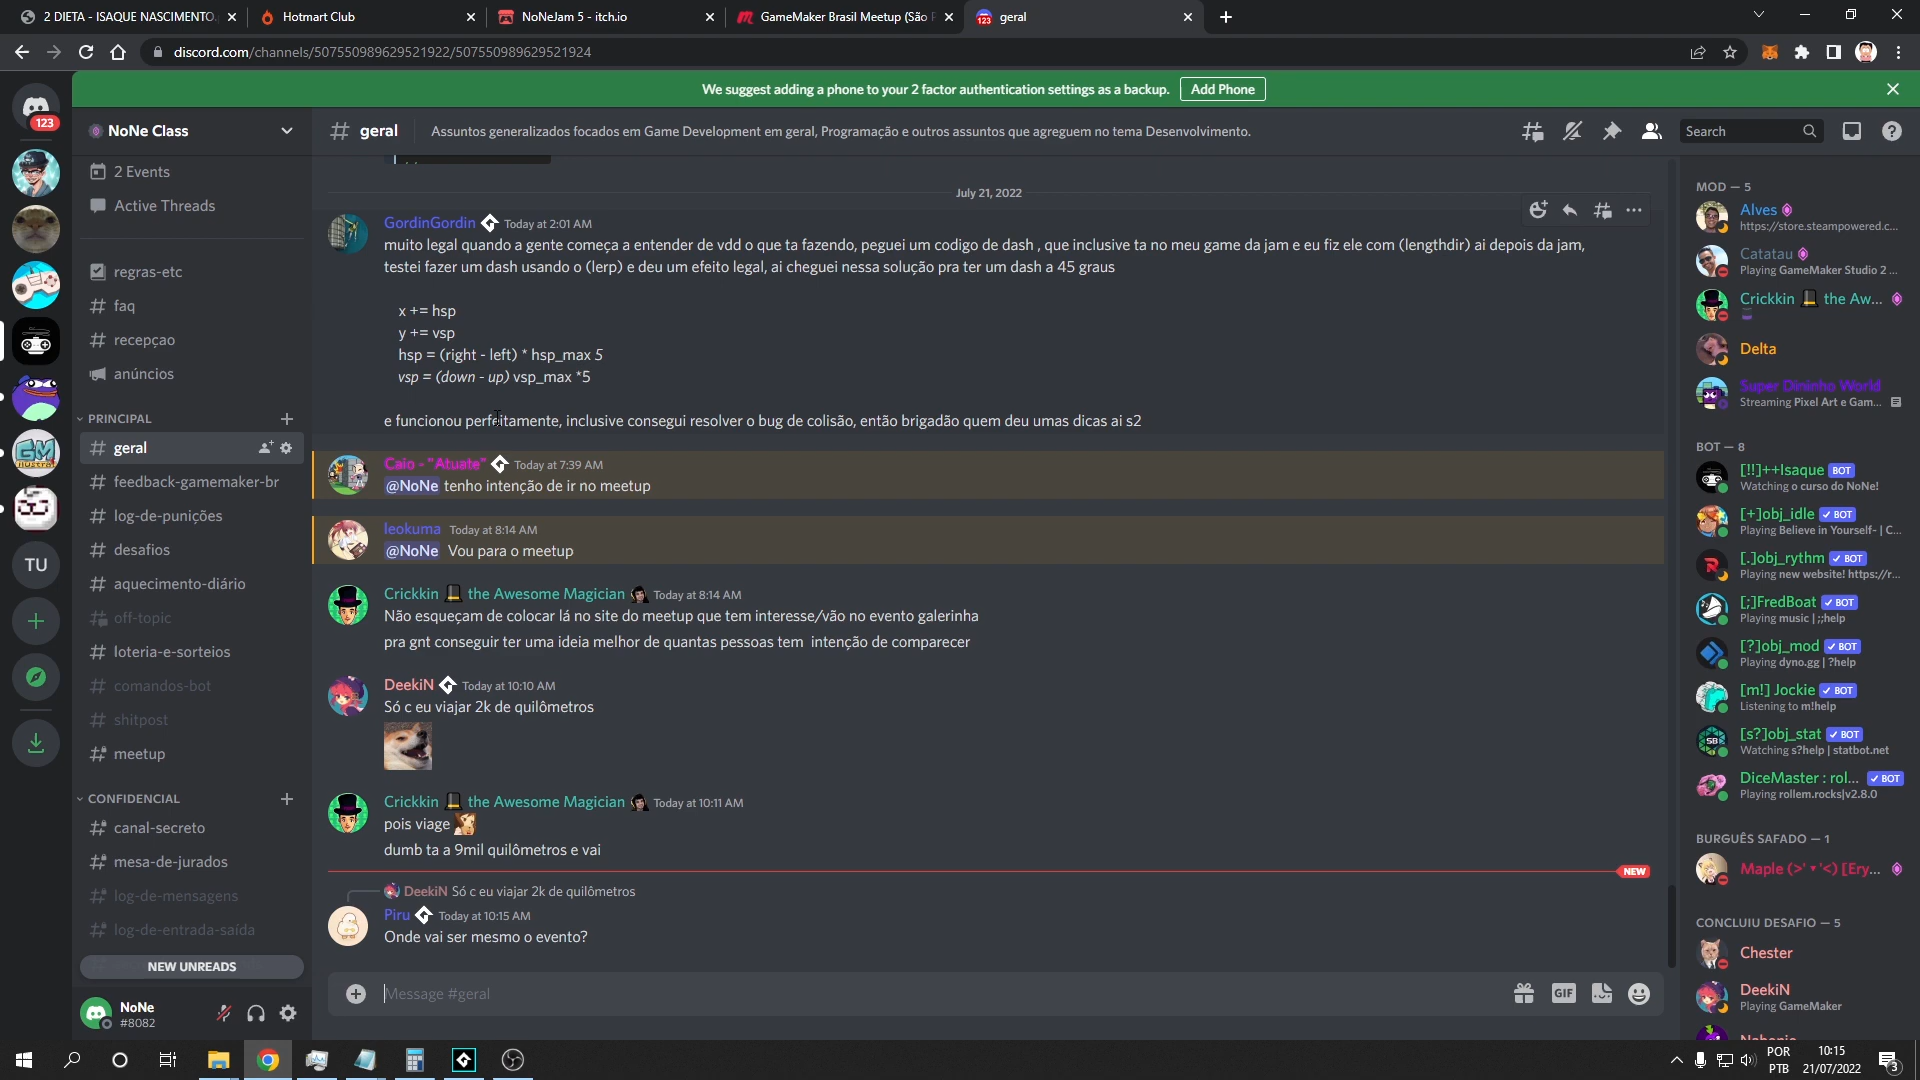 2 DIETA - ISAQUE NASCIMENTO.
Hotmart Club
NoNeJam 5 - itch.io
GameMaker Brasil Meetup (São P
geral
discord.com/channels/507550989629521922/507550989629521924
We suggest adding a phone to your 2 factor authentication settings as a backup.
Add Phone
123
NoNe Class
geral
Assuntos generalizados focados em Game Development em geral, Programação e outros assuntos que agreguem no tema Desenvolvimento.
Search
2 Events
Active Threads
regras-etc
faq
recepçao
anúncios
PRINCIPAL
geral
feedback-gamemaker-br
log-de-punições
desafios
aquecimento-diário
off-topic
loteria-e-sorteios
comandos-bot
shitpost
meetup
CONFIDENCIAL
canal-secreto
mesa-de-jurados
log-de-mensagens
log-de-entrada-saída
NEW UNREADS
TU
NoNe
#8082
July 21, 2022
GordinGordin Today at 2:01 AM
muito legal quando a gente começa a entender de vdd o que ta fazendo, peguei um codigo de dash , que inclusive ta no meu game da jam e eu fiz ele com (lengthdir) ai depois da jam,
testei fazer um dash usando o (lerp) e deu um efeito legal, ai cheguei nessa solução pra ter um dash a 45 graus
x += hsp
y += vsp
hsp = (right - left) * hsp_max 5
vsp = (down - up) vsp_max *5
e funcionou perfeitamente, inclusive consegui resolver o bug de colisão, então brigadão quem deu umas dicas ai s2
Caio - "Atuate" Today at 7:39 AM
@NoNe tenho intenção de ir no meetup
leokuma Today at 8:14 AM
@NoNe Vou para o meetup
Crickkin the Awesome Magician Today at 8:14 AM
Não esqueçam de colocar lá no site do meetup que tem interesse/vão no evento galerinha
pra gnt conseguir ter uma ideia melhor de quantas pessoas tem intenção de comparecer
DeekiN Today at 10:10 AM
Só c eu viajar 2k de quilômetros
Crickkin the Awesome Magician Today at 10:11 AM
pois viage
dumb ta a 9mil quilômetros e vai
NEW
DeekiN Só c eu viajar 2k de quilômetros
Piru Today at 10:15 AM
Onde vai ser mesmo o evento?
Message #geral
GIF
MOD — 5
Alves
https://store.steampowered.c...
Catatau
Playing GameMaker Studio 2 ...
Crickkin the Aw...
Delta
Super Dininho World
Streaming Pixel Art e Gam...
BOT — 8
[!!]++Isaque BOT
Watching o curso do NoNe!
[+]obj_idle BOT
Playing Believe in Yourself- | C...
[.]obj_rythm BOT
Playing new website! https://r...
[;]FredBoat BOT
Playing music | ;;help
[?]obj_mod BOT
Playing dyno.gg | ?help
[m!] Jockie BOT
Listening to m!help
[s?]obj_stat BOT
Watching s?help | statbot.net
DiceMaster : rol... BOT
Playing rollem.rocks|v2.8.0
BURGUÊS SAFADO — 1
Maple (>' ▾ '<) [Ery...
CONCLUIU DESAFIO — 5
Chester
DeekiN
Playing GameMaker
POR
PTB
10:15
21/07/2022
3